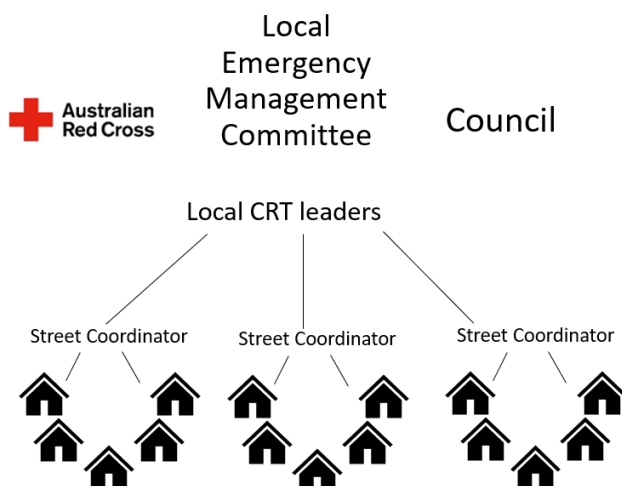 Local
Emergency
Management
Committee
Australian
Red Cross
Council
Local CRT leaders
Street Coordinator
Street Coordinator
Street Coordinator